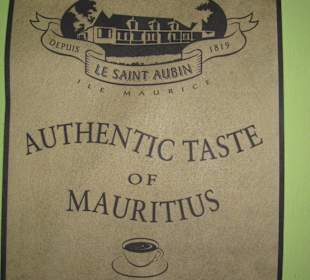 DEPUIS 1819
LE SAINT AUBIN
ILE MAURICE
AUTHENTIC TASTE
OF
MAURITIUS